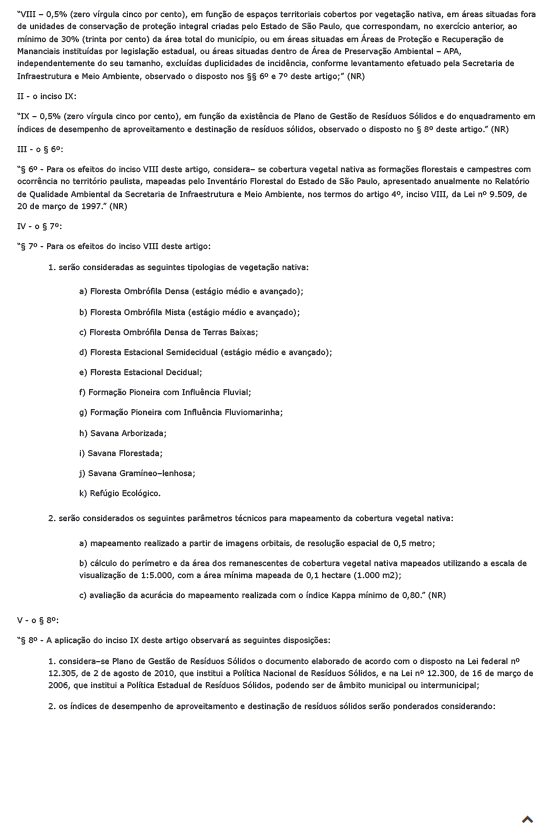 “VIII – 0,5% (zero vírgula cinco por cento), em função de espaços territoriais cobertos por vegetação nativa, em áreas situadas fora
de unidades de conservação de proteção integral criadas pelo Estado de São Paulo, que correspondam, no exercício anterior, ao
mínimo de 30% (trinta por cento) da área total do município, ou em áreas situadas em Áreas de Proteção e Recuperação de
Mananciais instituídas por legislação estadual, ou áreas situadas dentro de Área de Preservação Ambiental – APA,
independentemente do seu tamanho, excluídas duplicidades de incidência, conforme levantamento efetuado pela Secretaria de
Infraestrutura e Meio Ambiente, observado o disposto nos §§ 6º e 7º deste artigo;” (NR)
II - o inciso IX:
“IX – 0,5% (zero vírgula cinco por cento), em função da existência de Plano de Gestão de Resíduos Sólidos e do enquadramento em
índices de desempenho de aproveitamento e destinação de resíduos sólidos, observado o disposto no § 8º deste artigo.” (NR)
III - o § 6º:
“§ 6º - Para os efeitos do inciso VIII deste artigo, considera– se cobertura vegetal nativa as formações florestais e campestres com
ocorrência no território paulista, mapeadas pelo Inventário Florestal do Estado de São Paulo, apresentado anualmente no Relatório
de Qualidade Ambiental da Secretaria de Infraestrutura e Meio Ambiente, nos termos do artigo 4º, inciso VIII, da Lei nº 9.509, de
20 de março de 1997.” (NR)
IV - o § 7º:
“§ 7º - Para os efeitos do inciso VIII deste artigo:
1. serão consideradas as seguintes tipologias de vegetação nativa:
a) Floresta Ombrófila Densa (estágio médio e avançado);
b) Floresta Ombrófila Mista (estágio médio e avançado);
c) Floresta Ombrófila Densa de Terras Baixas;
d) Floresta Estacional Semidecidual (estágio médio e avançado);
e) Floresta Estacional Decidual;
f) Formação Pioneira com Influência Fluvial;
g) Formação Pioneira com Influência Fluviomarinha;
h) Savana Arborizada;
i) Savana Florestada;
j) Savana Gramíneo–lenhosa;
k) Refúgio Ecológico.
2. serão considerados os seguintes parâmetros técnicos para mapeamento da cobertura vegetal nativa:
a) mapeamento realizado a partir de imagens orbitais, de resolução espacial de 0,5 metro;
b) cálculo do perímetro e da área dos remanescentes de cobertura vegetal nativa mapeados utilizando a escala de
visualização de 1:5.000, com a área mínima mapeada de 0,1 hectare (1.000 m2);
c) avaliação da acurácia do mapeamento realizada com o índice Kappa mínimo de 0,80.” (NR)
V - o § 8º:
“§ 8º - A aplicação do inciso IX deste artigo observará as seguintes disposições:
1. considera–se Plano de Gestão de Resíduos Sólidos o documento elaborado de acordo com o disposto na Lei federal nº
12.305, de 2 de agosto de 2010, que institui a Política Nacional de Resíduos Sólidos, e na Lei nº 12.300, de 16 de março de
2006, que institui a Política Estadual de Resíduos Sólidos, podendo ser de âmbito municipal ou intermunicipal;
2. os índices de desempenho de aproveitamento e destinação de resíduos sólidos serão ponderados considerando: